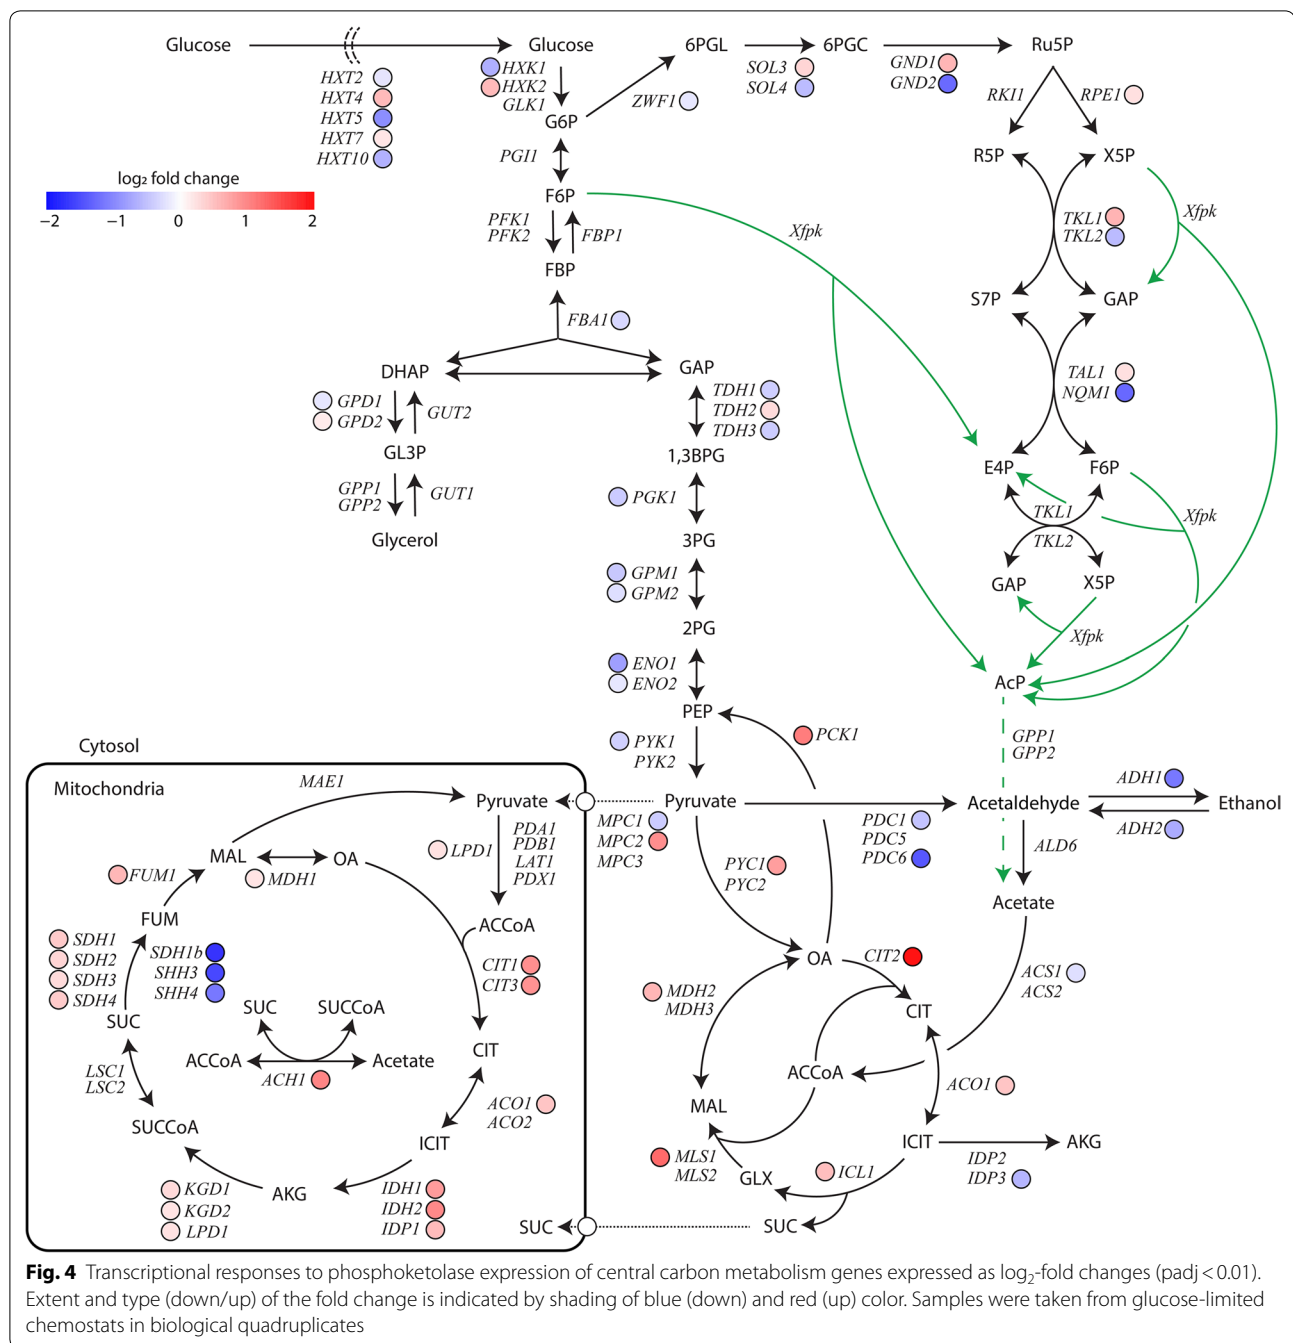 Glucose
Glucose
6PGL
6PGC
Ru5P
HXT2
HXT4
HXT5
HXT7
HXT10
HXK1
HXK2
GLK1
ZWF1
SOL3
SOL4
GND1
GND2
RKI1
RPE1
G6P
PGI1
R5P
X5P
log₂ fold change
−2
−1
0
1
2
F6P
PFK1
PFK2
FBP1
Xfpk
TKL1
TKL2
Xfpk
FBP
FBA1
S7P
GAP
DHAP
GAP
GPD1
GPD2
GUT2
TDH1
TDH2
TDH3
TAL1
NQM1
GL3P
1,3BPG
E4P
F6P
GPP1
GPP2
GUT1
PGK1
TKL1
TKL2
Xfpk
Glycerol
3PG
GPM1
GPM2
GAP
X5P
2PG
Xfpk
ENO1
ENO2
AcP
PEP
PYK1
PYK2
PCK1
GPP1
GPP2
Cytosol
Mitochondria
MAE1
Pyruvate
Pyruvate
Acetaldehyde
Ethanol
ADH1
ADH2
MPC1
MPC2
MPC3
PDC1
PDC5
PDC6
ALD6
LPD1
PDA1
PDB1
LAT1
PDX1
MAL
OA
FUM1
MDH1
PYC1
PYC2
Acetate
FUM
ACCoA
SDH1
SDH2
SDH3
SDH4
SDH1b
SHH3
SHH4
CIT1
CIT3
OA
CIT2
ACS1
ACS2
MDH2
MDH3
SUC
SUC
SUCCoA
CIT
ACCoA
Acetate
ACH1
CIT
LSC1
LSC2
ACCoA
ACO1
ACO1
ACO2
MAL
SUCCoA
ICIT
ICIT
AKG
MLS1
MLS2
GLX
ICL1
IDP2
IDP3
KGD1
KGD2
LPD1
AKG
IDH1
IDH2
IDP1
SUC
SUC
Fig. 4 Transcriptional responses to phosphoketolase expression of central carbon metabolism genes expressed as log₂-fold changes (padj < 0.01).
Extent and type (down/up) of the fold change is indicated by shading of blue (down) and red (up) color. Samples were taken from glucose-limited
chemostats in biological quadruplicates